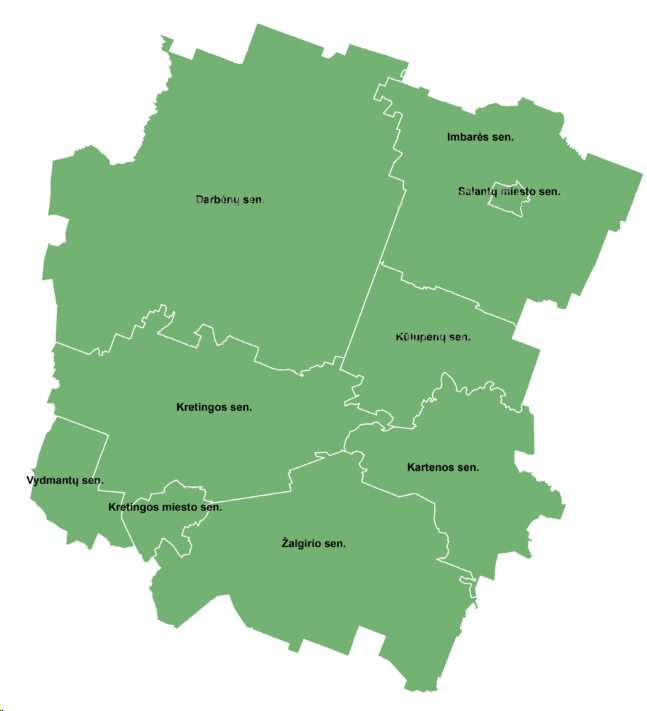 Imbarės sen.
Salantų miesto sen.
Darbėnų sen.
Kūlupėnų sen.
Kretingos sen.
Kartenos sen.
Vydmantų sen.
Kretingos miesto sen.
Žalgirio sen.